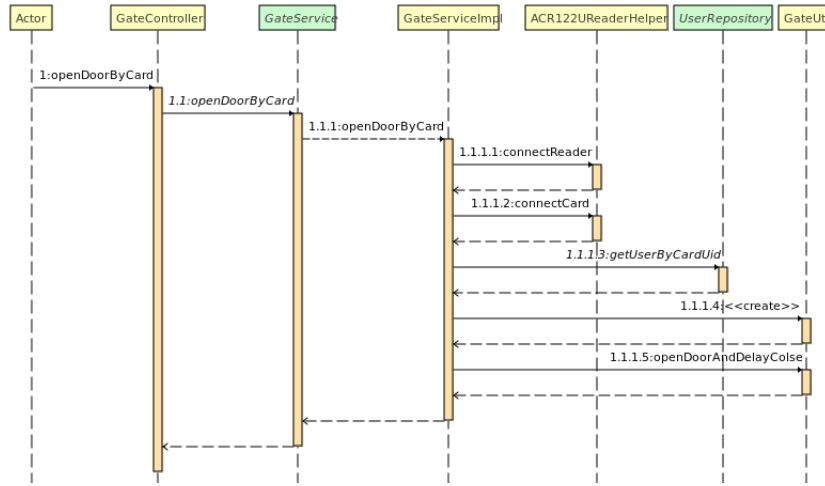 Actor GateController GateService GateServiceImpl ACR122UReaderHelper UserRepository GateUt
1:openDoorByCard
1.1:openDoorByCard
1.1.1:openDoorByCard
1.1.1.1:connectReader
1.1.1.2:connectCard
1.1.1.3:getUserByCardUid
1.1.1.4:<<create>>
1.1.1.5:openDoorAndDelayColse